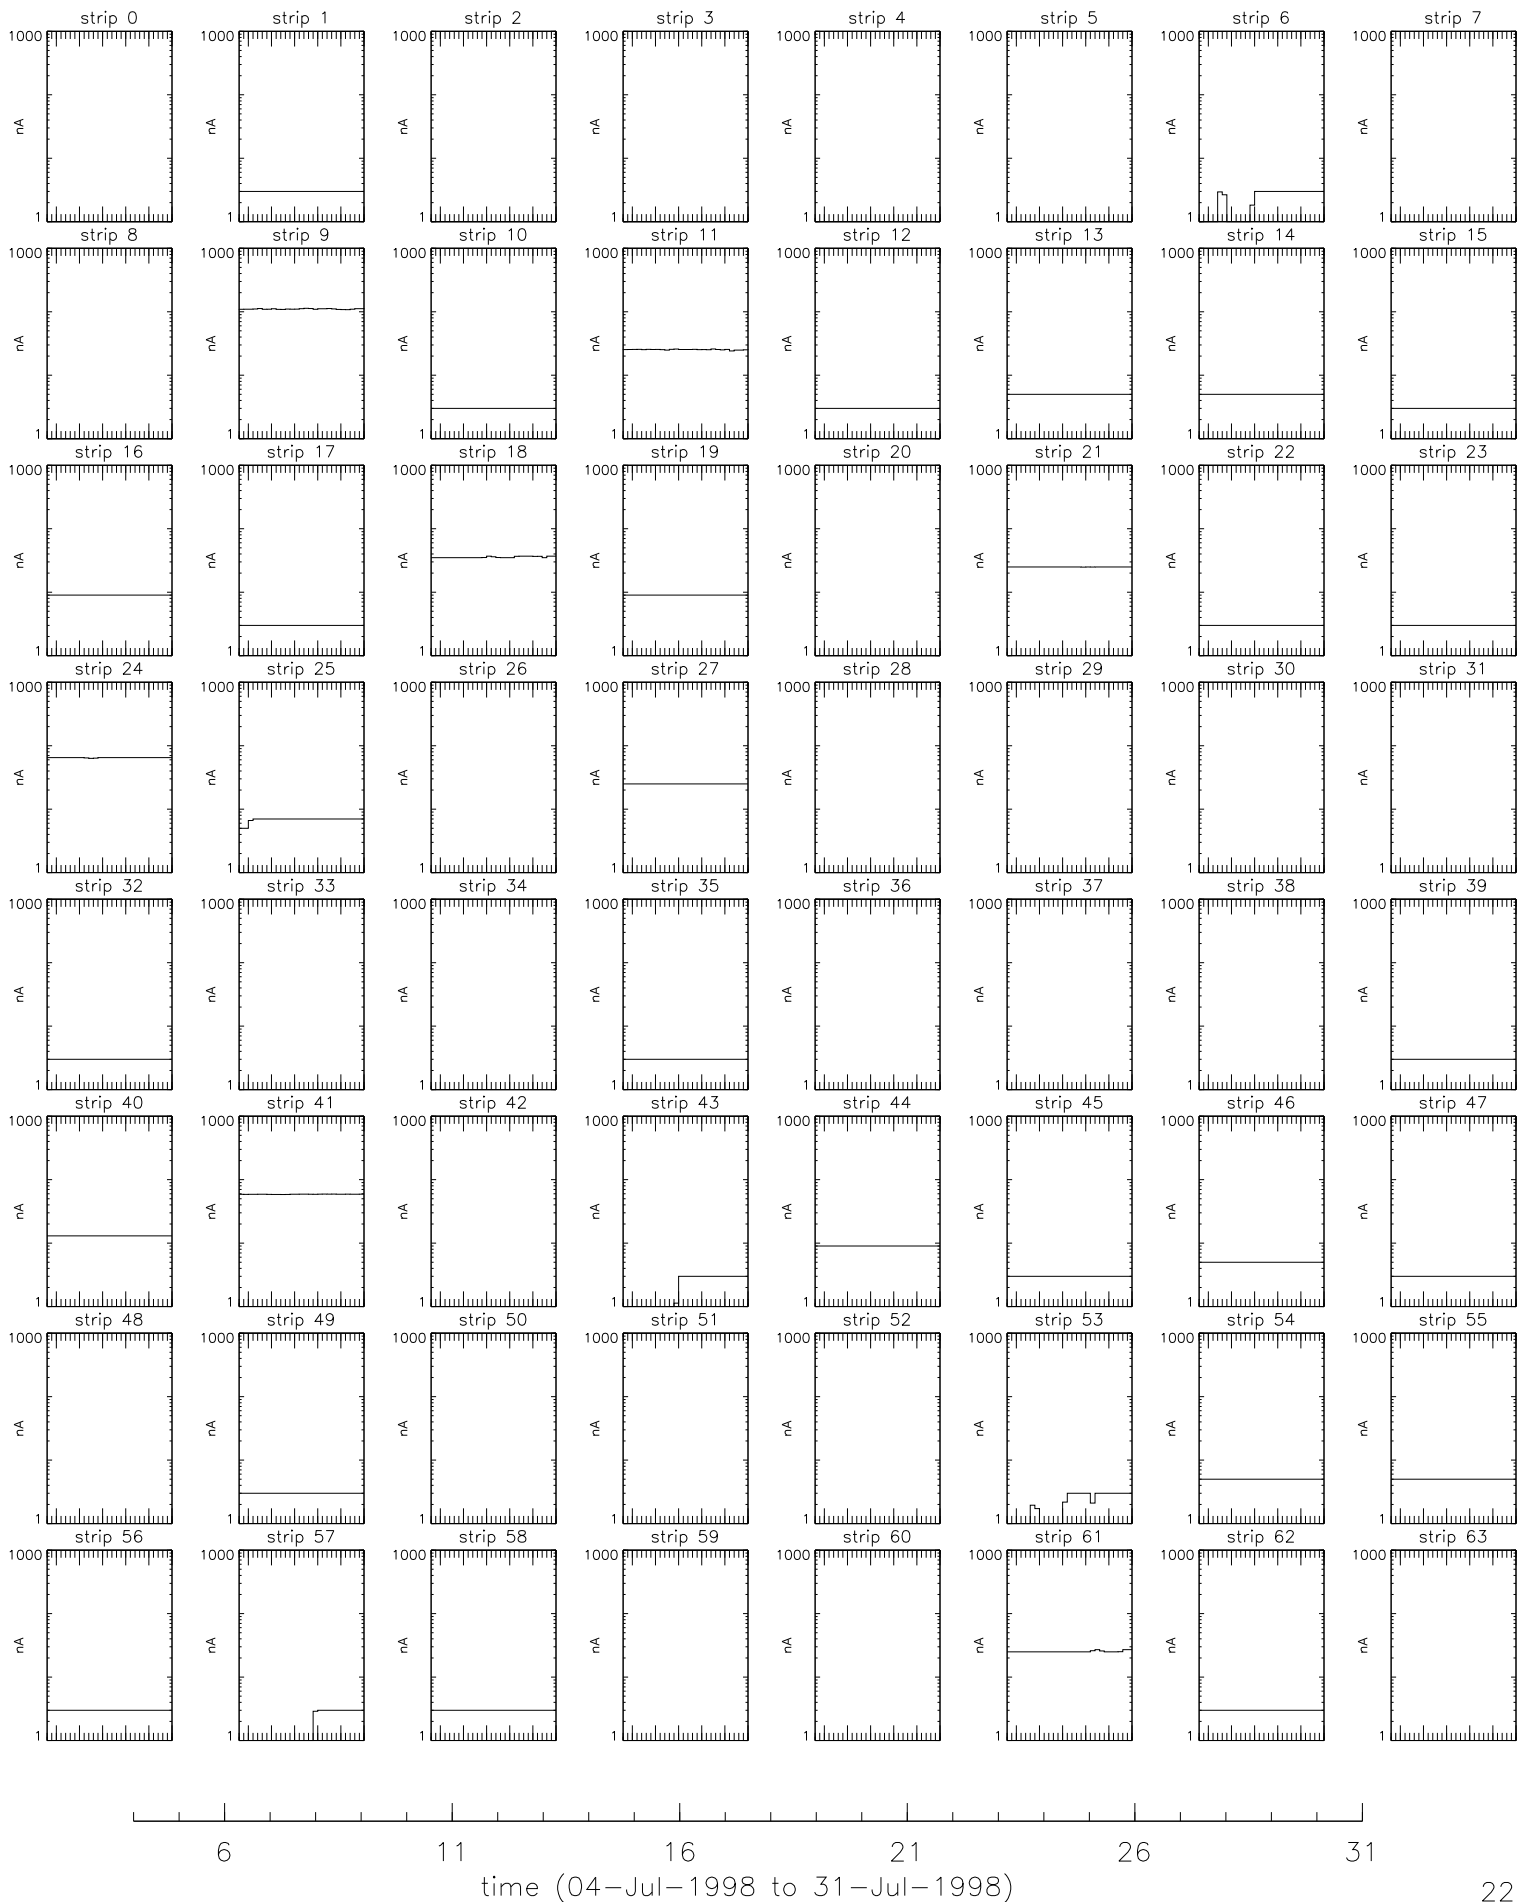 strip 0 strip 1 strip 2 strip 3 strip 4 strip 5 strip 6 strip 7
1000 1000 1000 1000 1000 1000 1000 1000
nA nA nA nA nA nA nA nA
1 1 1 1 1 1 1 1
strip 8 strip 9 strip 10 strip 11 strip 12 strip 13 strip 14 strip 15
1000 1000 1000 1000 1000 1000 1000 1000
nA nA nA nA nA nA nA nA
1 1 1 1 1 1 1 1
strip 16 strip 17 strip 18 strip 19 strip 20 strip 21 strip 22 strip 23
1000 1000 1000 1000 1000 1000 1000 1000
nA nA nA nA nA nA nA nA
1 1 1 1 1 1 1 1
strip 24 strip 25 strip 26 strip 27 strip 28 strip 29 strip 30 strip 31
1000 1000 1000 1000 1000 1000 1000 1000
nA nA nA nA nA nA nA nA
1 1 1 1 1 1 1 1
strip 32 strip 33 strip 34 strip 35 strip 36 strip 37 strip 38 strip 39
1000 1000 1000 1000 1000 1000 1000 1000
nA nA nA nA nA nA nA nA
1 1 1 1 1 1 1 1
strip 40 strip 41 strip 42 strip 43 strip 44 strip 45 strip 46 strip 47
1000 1000 1000 1000 1000 1000 1000 1000
nA nA nA nA nA nA nA nA
1 1 1 1 1 1 1 1
strip 48 strip 49 strip 50 strip 51 strip 52 strip 53 strip 54 strip 55
1000 1000 1000 1000 1000 1000 1000 1000
nA nA nA nA nA nA nA nA
1 1 1 1 1 1 1 1
strip 56 strip 57 strip 58 strip 59 strip 60 strip 61 strip 62 strip 63
1000 1000 1000 1000 1000 1000 1000 1000
nA nA nA nA nA nA nA nA
1 1 1 1 1 1 1 1
6 11 16 21 26 31
time (04-Jul-1998 to 31-Jul-1998)
22